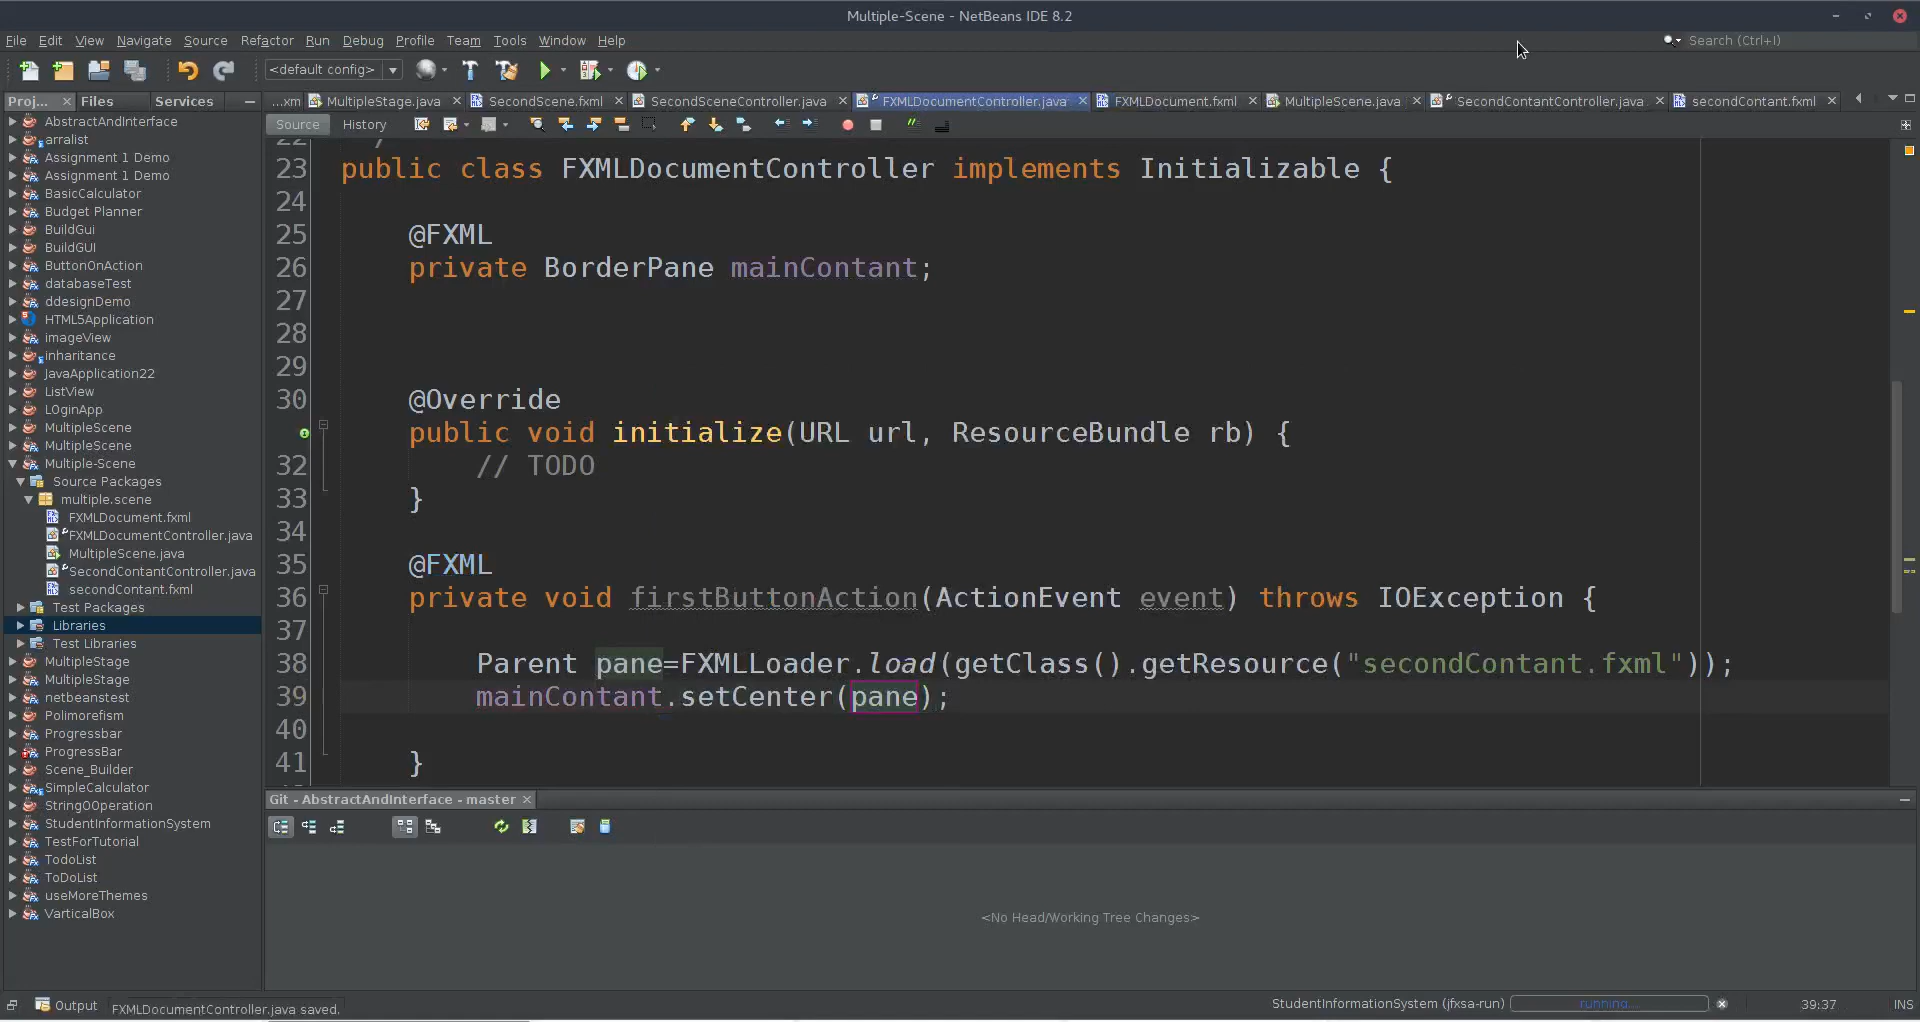 Multiple-Scene - NetBeans IDE 8.2
File Edit View Navigate Source Refactor Run Debug Profile Team Tools Window Help
Search (Ctrl+I)
<default config>
Proj... Files Services
...xm MultipleStage.java SecondScene.fxml SecondSceneController.java FXMLDocumentController.java FXMLDocument.fxml MultipleScene.java SecondContantController.java secondContant.fxml
Source History
AbstractAndInterface
arralist
Assignment 1 Demo
Assignment 1 Demo
BasicCalculator
Budget Planner
BuildGui
BuildGUI
ButtonOnAction
databaseTest
ddesignDemo
HTML5Application
imageView
inharitance
JavaApplication22
ListView
LOginApp
MultipleScene
MultipleScene
Multiple-Scene
Source Packages
multiple.scene
FXMLDocument.fxml
FXMLDocumentController.java
MultipleScene.java
SecondContantController.java
secondContant.fxml
Test Packages
Libraries
Test Libraries
MultipleStage
MultipleStage
netbeanstest
Polimorefism
Progressbar
ProgressBar
Scene_Builder
SimpleCalculator
StringOOperation
StudentInformationSystem
TestForTutorial
TodoList
ToDoList
useMoreThemes
VarticalBox
22 */
23 public class FXMLDocumentController implements Initializable {
24
25 @FXML
26 private BorderPane mainContant;
27
28
29
30 @Override
public void initialize(URL url, ResourceBundle rb) {
32 // TODO
33 }
34
35 @FXML
36 private void firstButtonAction(ActionEvent event) throws IOException {
37
38 Parent pane=FXMLLoader.load(getClass().getResource("secondContant.fxml"));
39 mainContant.setCenter(pane);
40
41 }
Git - AbstractAndInterface - master
<No Head/Working Tree Changes>
Output FXMLDocumentController.java saved.
StudentInformationSystem (jfxsa-run) running... 39:37 INS